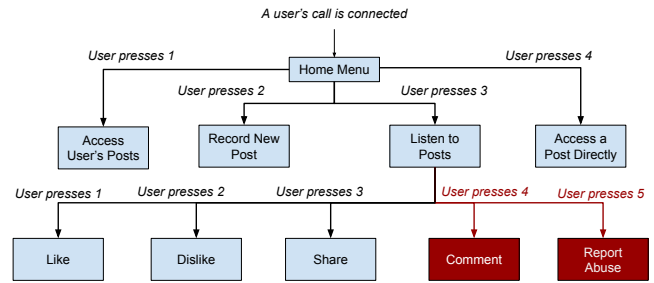 A user's call is connected
User presses 1
User presses 4
Home Menu
User presses 2
User presses 3
Access
User's Posts
Record New
Post
Listen to
Posts
Access a
Post Directly
User presses 1
User presses 2
User presses 3
User presses 4
User presses 5
Like
Dislike
Share
Comment
Report
Abuse